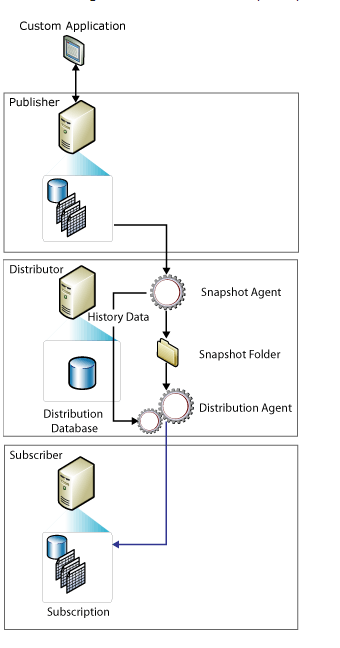 Custom Application
Publisher
Distributor
Snapshot Agent
History Data
Snapshot Folder
Distribution Agent
Distribution
Database
Subscriber
Subscription